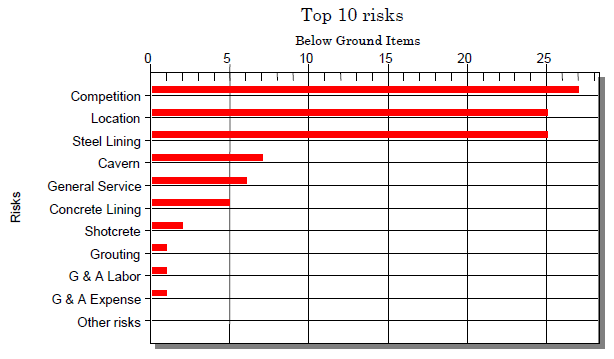 Top 10 risks
Below Ground Items
0 5 10 15 20 25
Competition
Location
Steel Lining
Cavern
General Service
Concrete Lining
Shotcrete
Grouting
G & A Labor
G & A Expense
Other risks
Risks